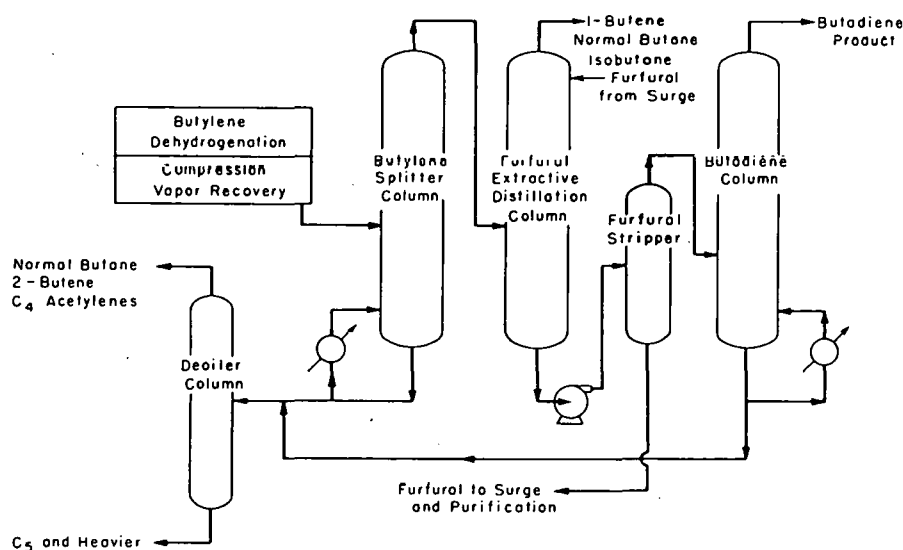 1-Butene
Normal Butane
Isobutane
Furfural
from Surge
Butadiene
Product
Butylene
Dehydrogenation
Compression
Vapor Recovery
Butylene
Splitter
Column
Furfural
Extractive
Distillation
Column
Furfural
Stripper
Butadiene
Column
Normal Butane
2-Butene
C4 Acetylenes
Deoiler
Column
Furfural to Surge
and Purification
C5 and Heavier